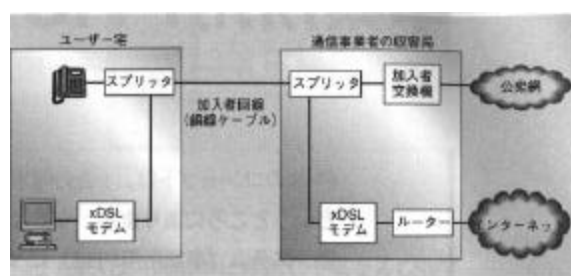 ユーザー宅
通信事業者の収容局
スプリッタ
スプリッタ
加入者
交換機
公衆網
加入者回線
(銅線ケーブル)
xDSL
モデム
xDSL
モデム
ルーター
インターネッ